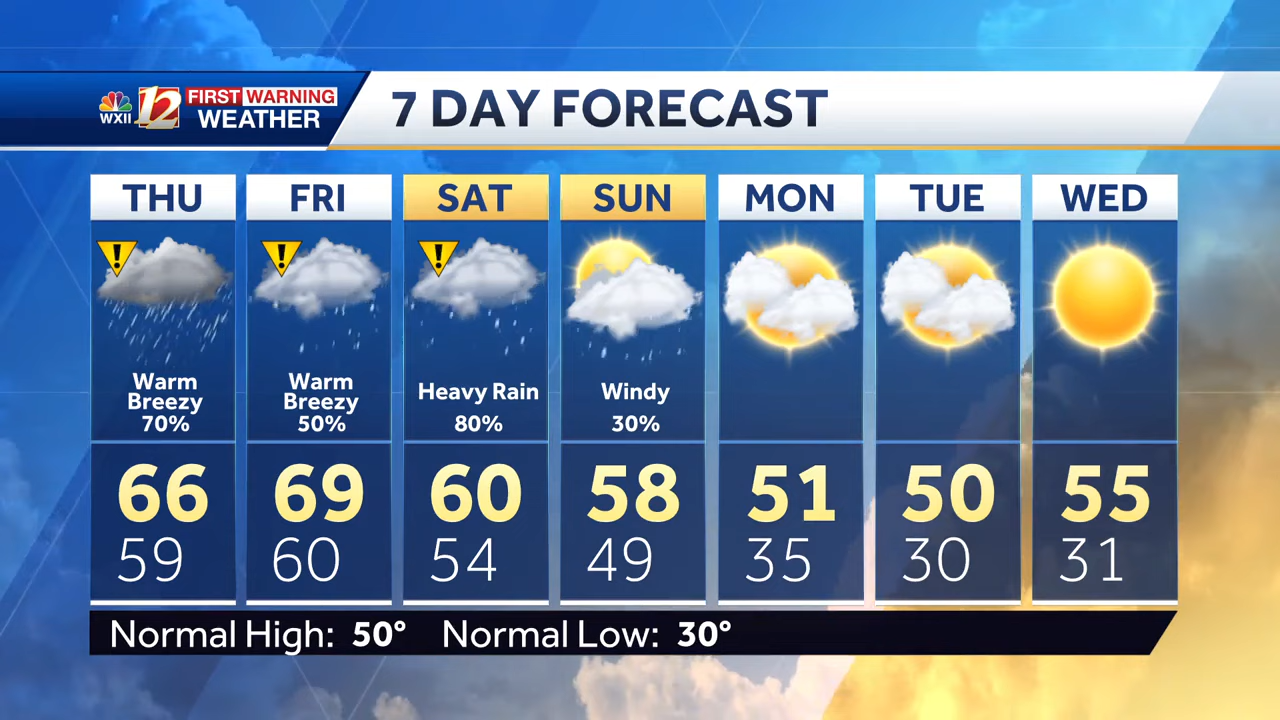 WXII 12 FIRST WARNING
WEATHER
7 DAY FORECAST
THU FRI SAT SUN MON TUE WED
! ! !
Warm Breezy 70%
Warm Breezy 50%
Heavy Rain 80%
Windy 30%
66 69 60 58 51 50 55
59 60 54 49 35 30 31
Normal High: 50° Normal Low: 30°